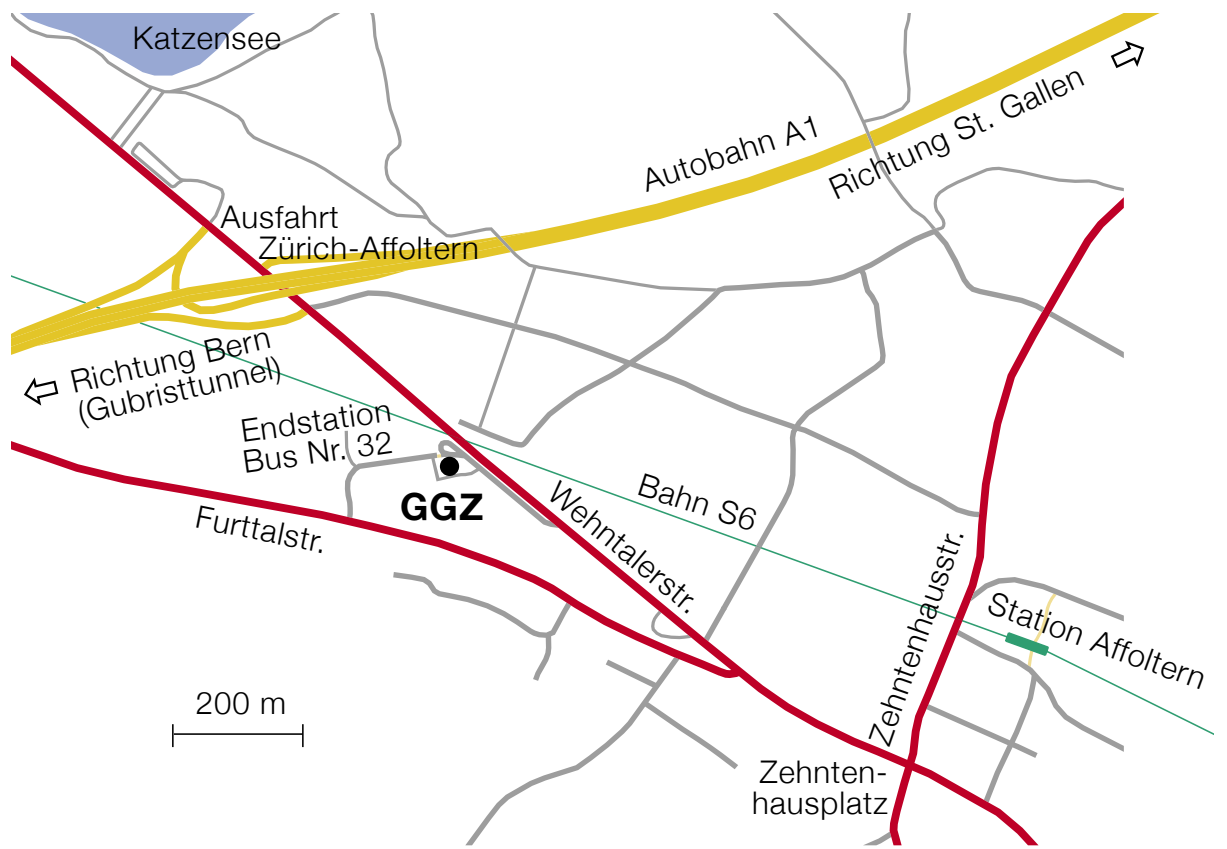 Katzensee
Autobahn A1
Richtung St. Gallen
Ausfahrt
Zürich-Affoltern
Richtung Bern
(Gubristtunnel)
Endstation
Bus Nr. 32
GGZ
Furttalstr.
Wehntalerstr.
Bahn S6
Zehntenhausstr.
Station Affoltern
200 m
Zehnten-
hausplatz